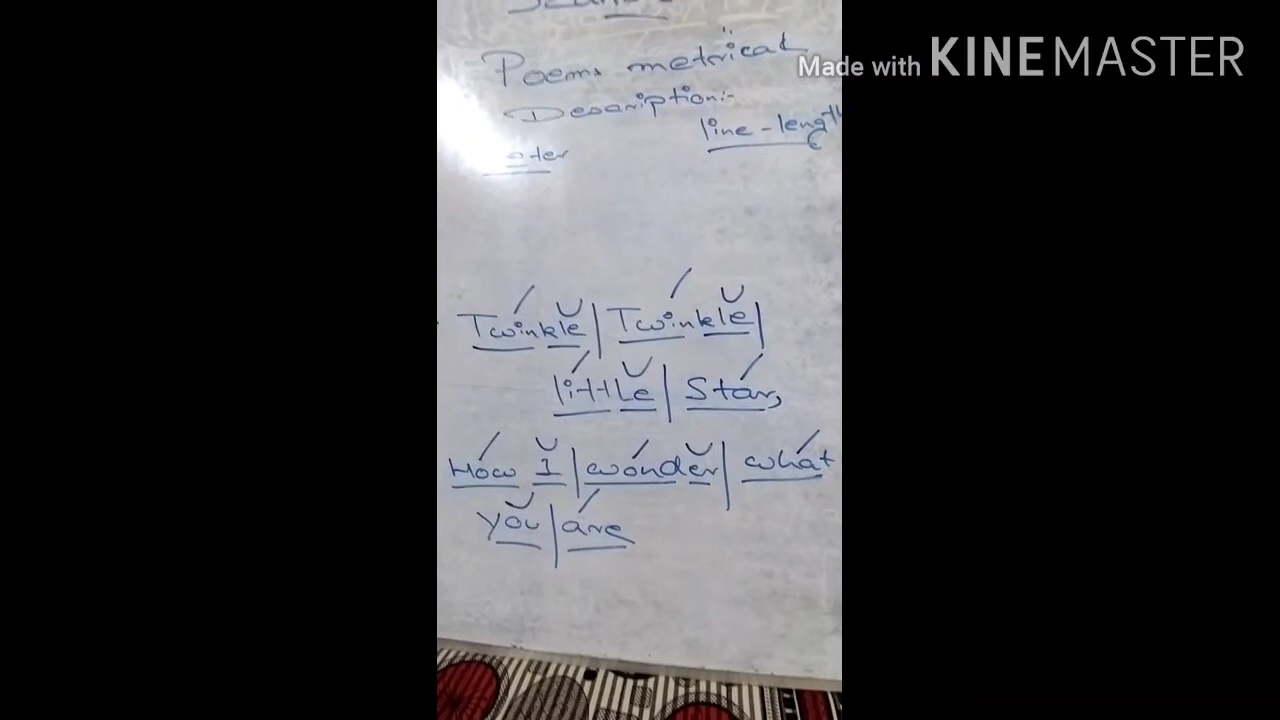 Poems metrical
Made with KINEMASTER
Description:-
line-length
Twinkle | Twinkle |
little | Star,
How I | wonder | what
you | are